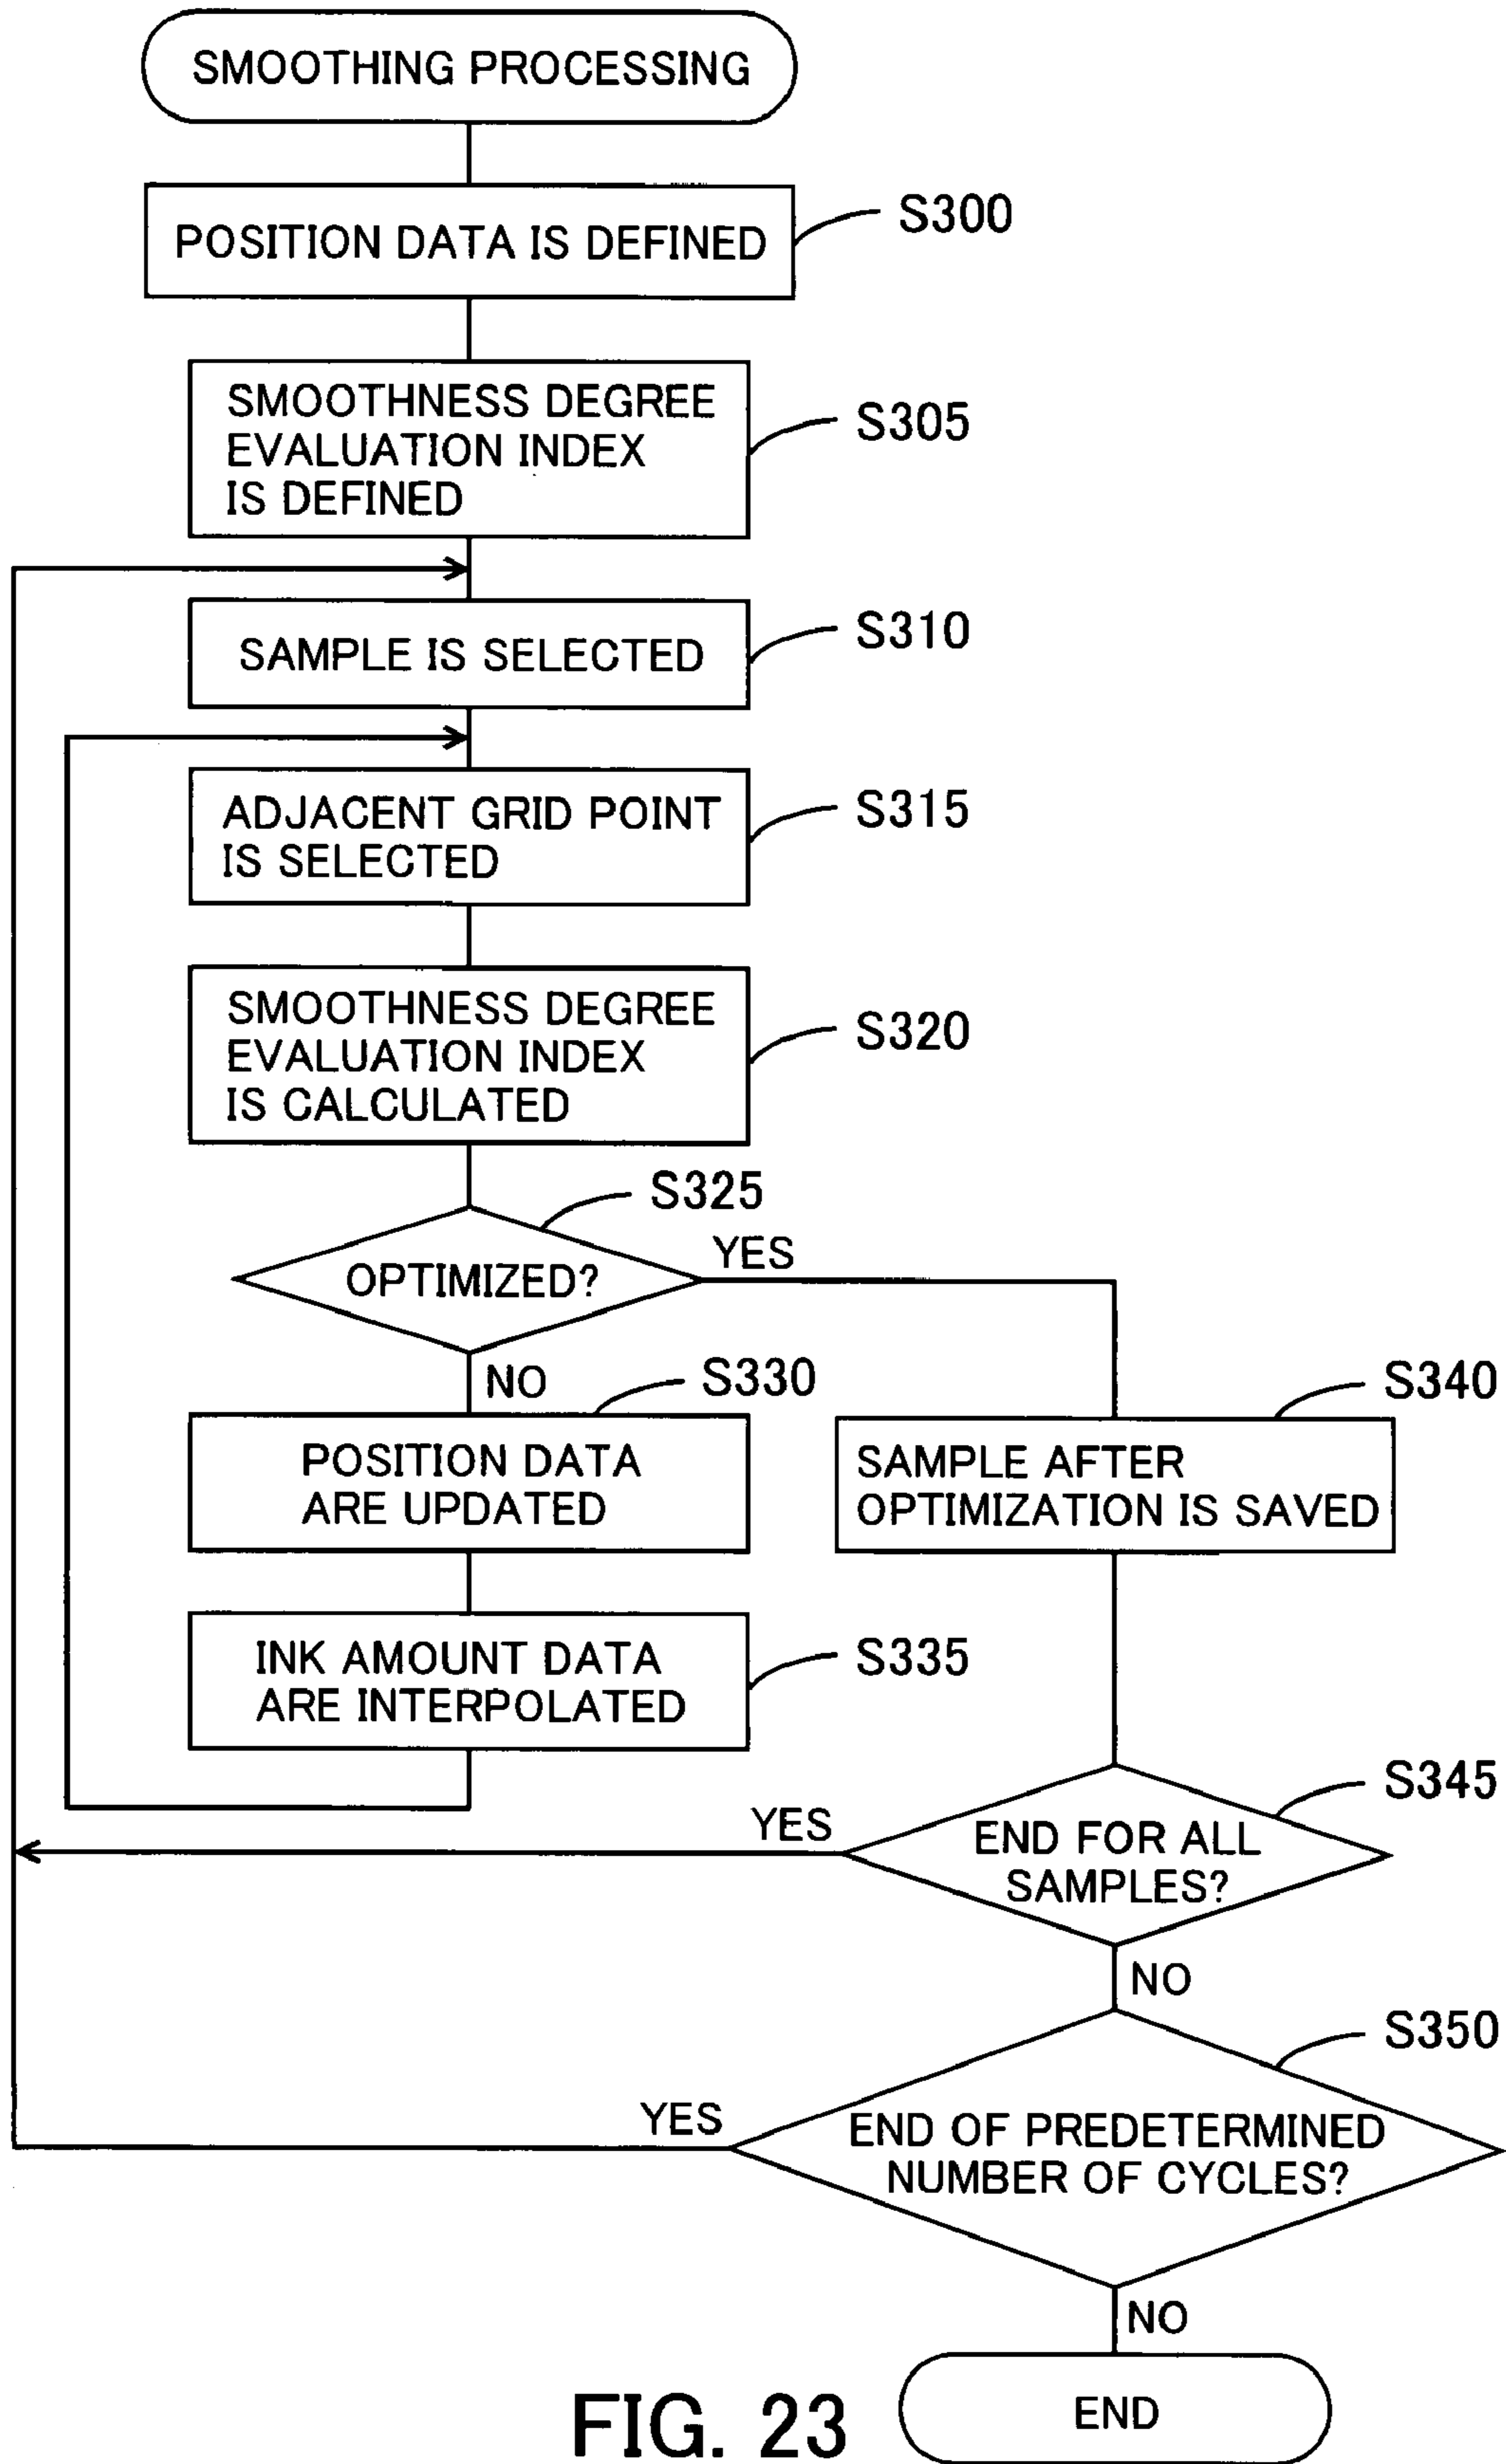 SMOOTHING PROCESSING
POSITION DATA IS DEFINED
S300
SMOOTHNESS DEGREE
EVALUATION INDEX
IS DEFINED
S305
SAMPLE IS SELECTED
S310
ADJACENT GRID POINT
IS SELECTED
S315
SMOOTHNESS DEGREE
EVALUATION INDEX
IS CALCULATED
S320
S325
OPTIMIZED?
YES
NO
S330
POSITION DATA
ARE UPDATED
S340
SAMPLE AFTER
OPTIMIZATION IS SAVED
INK AMOUNT DATA
ARE INTERPOLATED
S335
S345
YES
END FOR ALL
SAMPLES?
NO
S350
YES
END OF PREDETERMINED
NUMBER OF CYCLES?
NO
END
FIG. 23